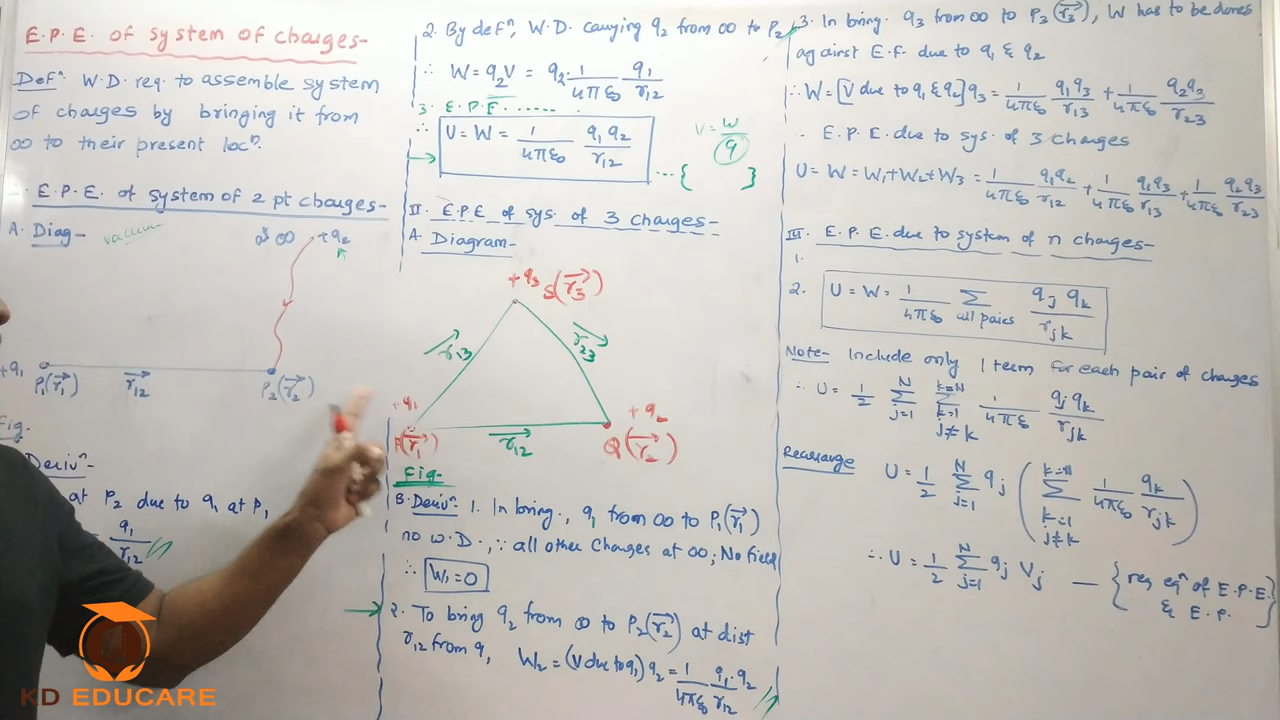 E.P.E. of system of charges-
Defⁿ. W.D. req. to assemble system
of charges by bringing it from
∞ to their present locⁿ.
E.P.E. of system of 2 pt charges-
A. Diag- vacuum
∞ +q₂
+q₁
P₁(r₁→) r₁₂→ P₂(r₂→)
Fig.
Derivⁿ-
at P₂ due to q₁ at P₁
q₁/r₁₂
2. By defⁿ, W.D. carrying q₂ from ∞ to P₂
∴ W = q₂V = q₂. 1/4πε₀ q₁/r₁₂
3. E.P.E. ......
∴ U = W = 1/4πε₀ q₁q₂/r₁₂
... { }
V = W/q
II. E.P.E of sys. of 3 charges-
A. Diagram-
+q₃ S(r₃→)
r₁₃→ r₂₃→
+q₁ +q₂
P(r₁→) r₁₂→ Q(r₂→)
Fig-
B. Derivⁿ- 1. In bring., q₁ from ∞ to P₁(r₁→)
no W.D., ∵ all other charges at ∞; No field
∴ W₁=0
2. To bring q₂ from ∞ to P₂(r₂→) at dist
r₁₂ from q₁ W₂ = (V due to q₁) q₂ = 1/4πε₀ q₁.q₂/r₁₂
3. In bring. q₃ from ∞ to P₃(r₃→), W has to be done
against E.F. due to q₁ & q₂
∴ W = [V due to q₁ & q₂] q₃ = 1/4πε₀ q₁q₃/r₁₃ + 1/4πε₀ q₂q₃/r₂₃
∴ E.P.E. due to sys. of 3 charges
U = W = W₁+W₂+W₃ = 1/4πε₀ q₁q₂/r₁₂ + 1/4πε₀ q₁q₃/r₁₃ + 1/4πε₀ q₂q₃/r₂₃
III. E.P.E. due to system of n charges-
1.
2. U = W = 1/4πε₀ Σ all pairs qj qk/rjk
Note- Include only 1 term for each pair of charges
∴ U = 1/2 Σ(j=1, N) Σ(k=1, j≠k, k=N) 1/4πε₀ qj qk/rjk
Rearrange U = 1/2 Σ(j=1, N) qj ( Σ(k=1, j≠k, k=N) 1/4πε₀ qk/rjk )
∴ U = 1/2 Σ(j=1, N) qj Vj — { req eqⁿ of E.P.E. & E.P. }
KD EDUCARE